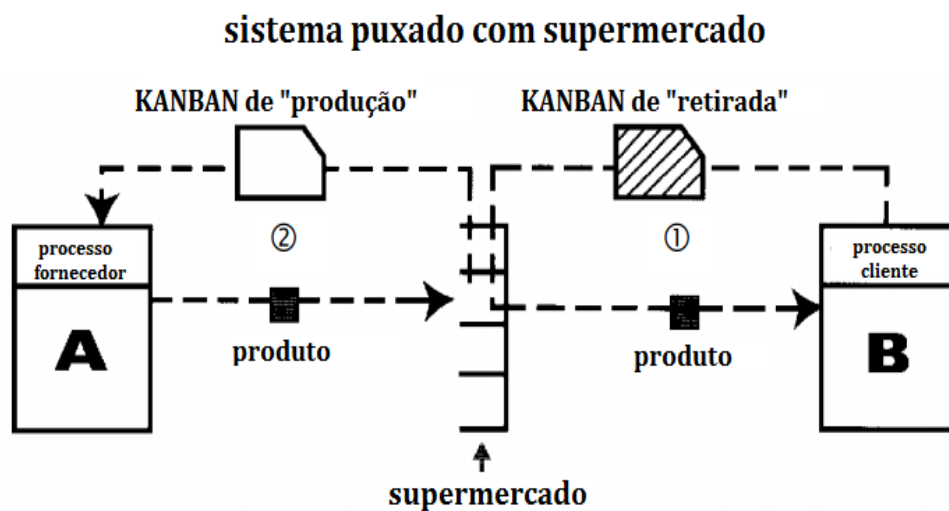 sistema puxado com supermercado
KANBAN de "produção"
KANBAN de "retirada"
②
①
processo
fornecedor
A
produto
produto
processo
cliente
B
supermercado